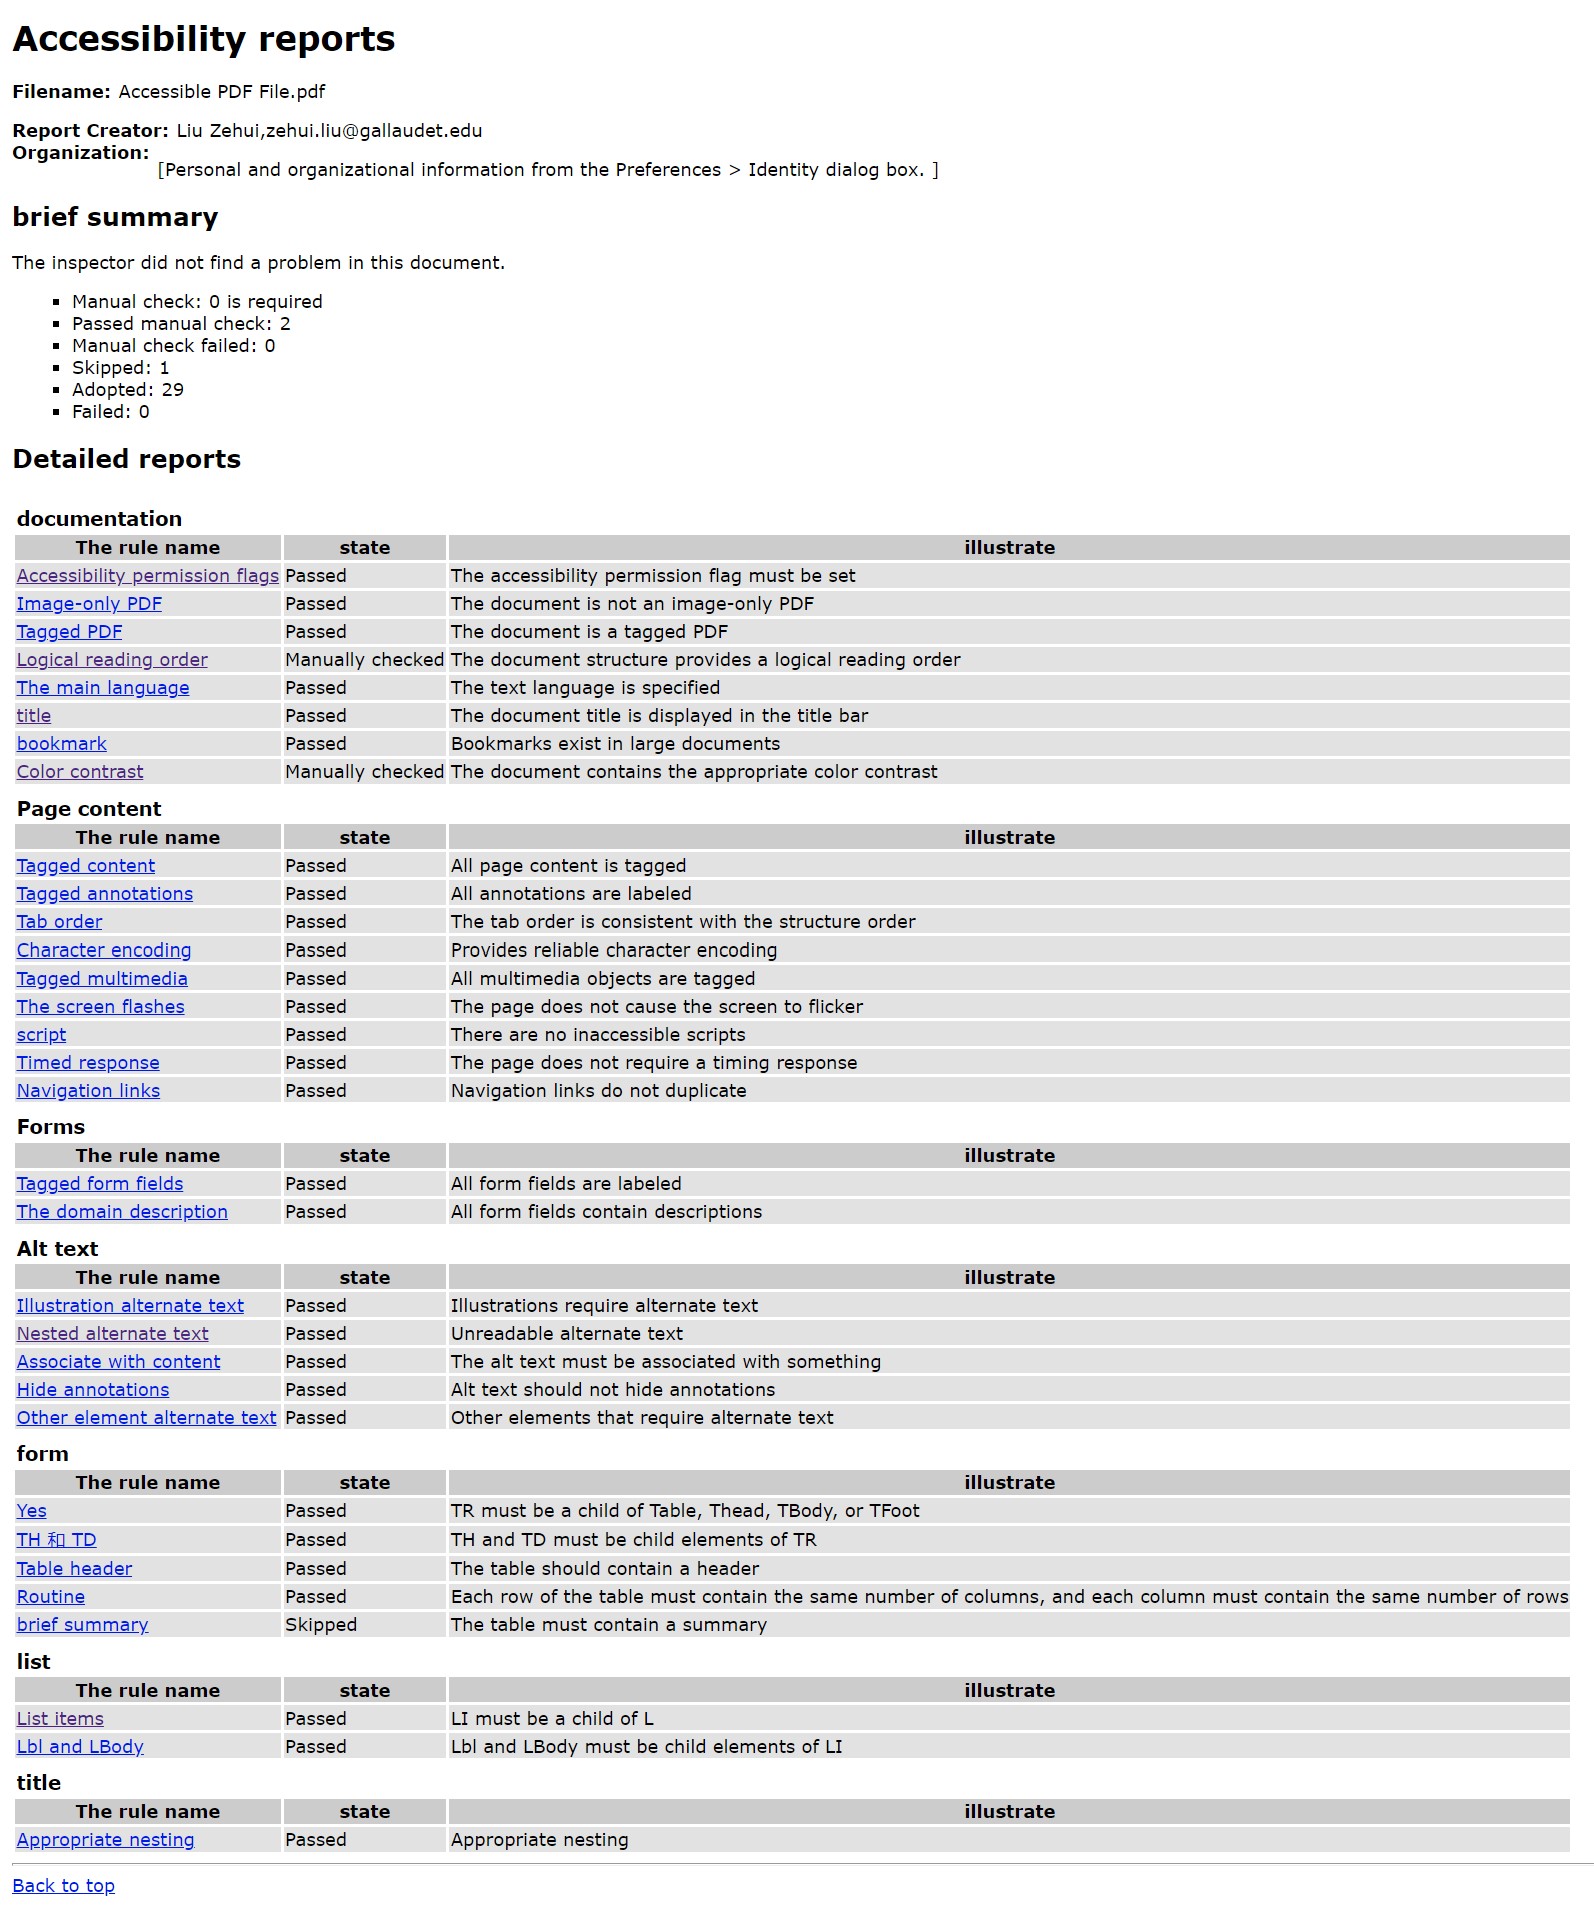 Accessibility reports
Filename: Accessible PDF File.pdf
Report Creator: Liu Zehui,zehui.liu@gallaudet.edu
Organization:
[Personal and organizational information from the Preferences > Identity dialog box. ]
brief summary
The inspector did not find a problem in this document.
▪ Manual check: 0 is required
▪ Passed manual check: 2
▪ Manual check failed: 0
▪ Skipped: 1
▪ Adopted: 29
▪ Failed: 0
Detailed reports
documentation
The rule name state illustrate
Accessibility permission flags Passed The accessibility permission flag must be set
Image-only PDF Passed The document is not an image-only PDF
Tagged PDF Passed The document is a tagged PDF
Logical reading order Manually checked The document structure provides a logical reading order
The main language Passed The text language is specified
title Passed The document title is displayed in the title bar
bookmark Passed Bookmarks exist in large documents
Color contrast Manually checked The document contains the appropriate color contrast
Page content
The rule name state illustrate
Tagged content Passed All page content is tagged
Tagged annotations Passed All annotations are labeled
Tab order Passed The tab order is consistent with the structure order
Character encoding Passed Provides reliable character encoding
Tagged multimedia Passed All multimedia objects are tagged
The screen flashes Passed The page does not cause the screen to flicker
script Passed There are no inaccessible scripts
Timed response Passed The page does not require a timing response
Navigation links Passed Navigation links do not duplicate
Forms
The rule name state illustrate
Tagged form fields Passed All form fields are labeled
The domain description Passed All form fields contain descriptions
Alt text
The rule name state illustrate
Illustration alternate text Passed Illustrations require alternate text
Nested alternate text Passed Unreadable alternate text
Associate with content Passed The alt text must be associated with something
Hide annotations Passed Alt text should not hide annotations
Other element alternate text Passed Other elements that require alternate text
form
The rule name state illustrate
Yes Passed TR must be a child of Table, Thead, TBody, or TFoot
TH 和 TD Passed TH and TD must be child elements of TR
Table header Passed The table should contain a header
Routine Passed Each row of the table must contain the same number of columns, and each column must contain the same number of rows
brief summary Skipped The table must contain a summary
list
The rule name state illustrate
List items Passed LI must be a child of L
Lbl and LBody Passed Lbl and LBody must be child elements of LI
title
The rule name state illustrate
Appropriate nesting Passed Appropriate nesting
Back to top